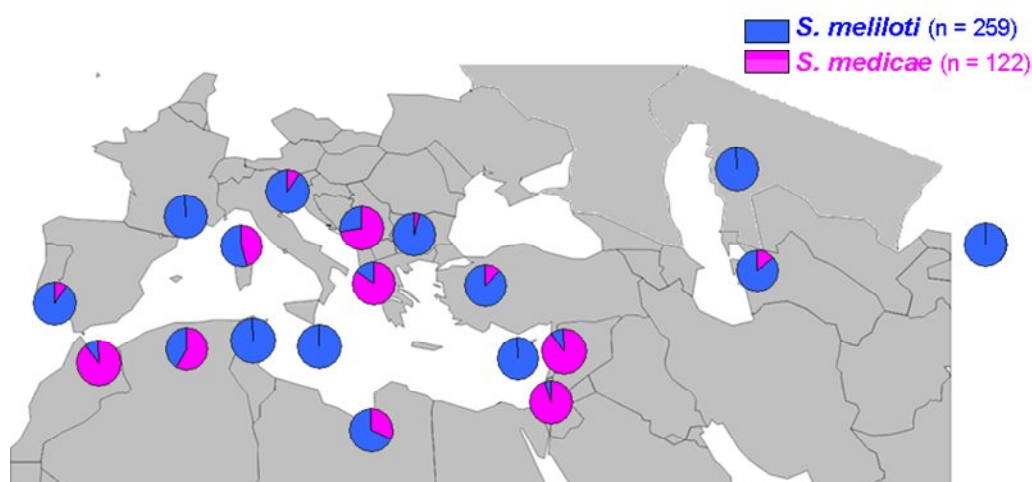 S. meliloti (n = 259)
S. medicae (n = 122)